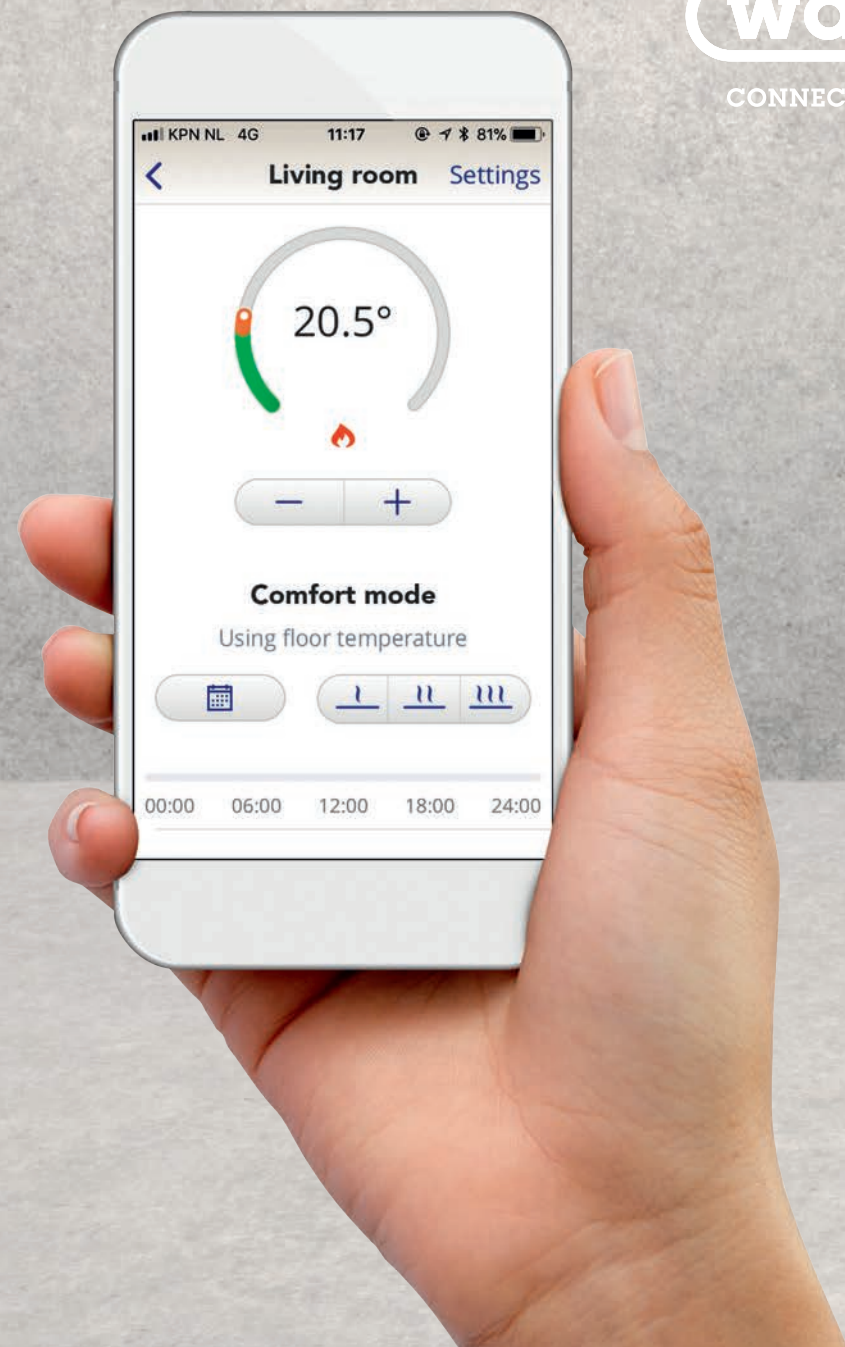 CONNEC
KPN NL 4G 11:17 81%
Living room Settings
20.5°
− +
Comfort mode
Using floor temperature
00:00 06:00 12:00 18:00 24:00